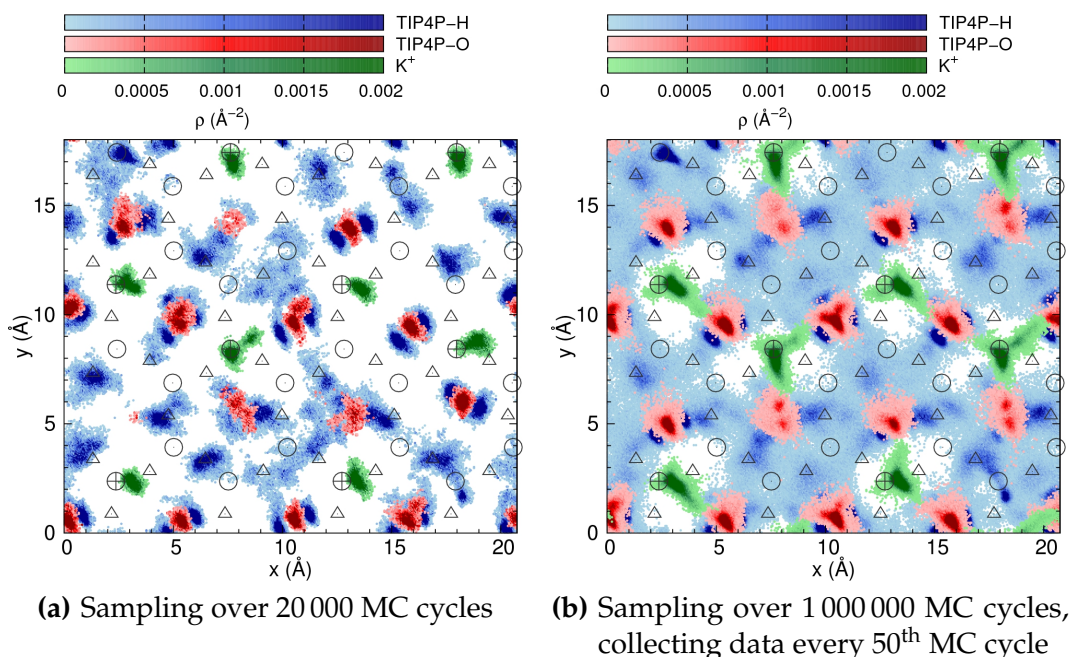 TIP4P−H
TIP4P−O
K+
0 0.0005 0.001 0.0015 0.002
ρ (Å−2)
y (Å)
15
10
5
0
0 5 10 15 20
x (Å)
(a) Sampling over 20 000 MC cycles
TIP4P−H
TIP4P−O
K+
0 0.0005 0.001 0.0015 0.002
ρ (Å−2)
y (Å)
15
10
5
0
0 5 10 15 20
x (Å)
(b) Sampling over 1 000 000 MC cycles,
collecting data every 50th MC cycle